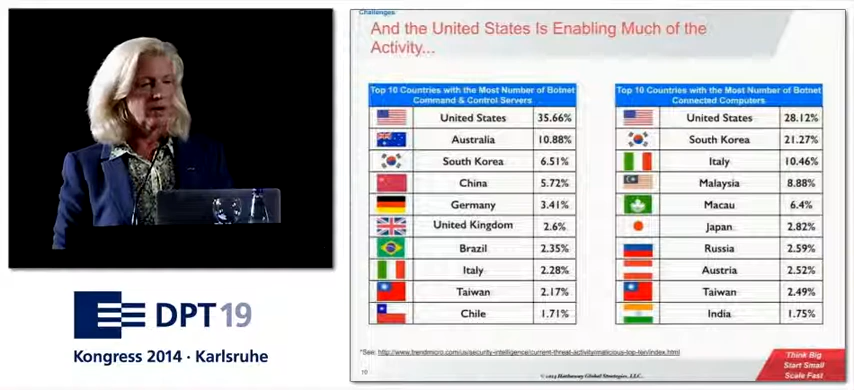 Challenges:
And the United States Is Enabling Much of the
Activity...
Top 10 Countries with the Most Number of Botnet
Command & Control Servers
United States 35.66%
Australia 10.88%
South Korea 6.51%
China 5.72%
Germany 3.41%
United Kingdom 2.6%
Brazil 2.35%
Italy 2.28%
Taiwan 2.17%
Chile 1.71%
Top 10 Countries with the Most Number of Botnet
Connected Computers
United States 28.12%
South Korea 21.27%
Italy 10.46%
Malaysia 8.88%
Macau 6.4%
Japan 2.82%
Russia 2.59%
Austria 2.52%
Taiwan 2.49%
India 1.75%
*See: http://www.trendmicro.com/us/security-intelligence/current-threat-activity/malicious-top-ten/index.html
10
© 2014 Hathaway Global Strategies, LLC.
Think Big
Start Small
Scale Fast
DPT 19
Kongress 2014 · Karlsruhe